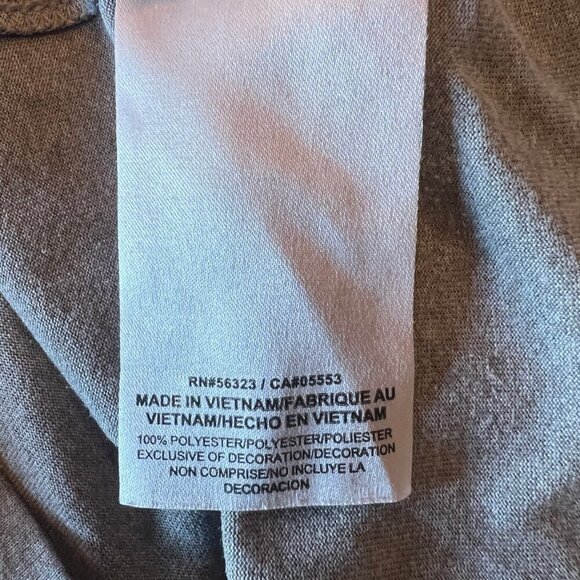 RN#56323 / CA#05553
MADE IN VIETNAM/FABRIQUE AU
VIETNAM/HECHO EN VIETNAM
100% POLYESTER/POLYESTER/POLIESTER
EXCLUSIVE OF DECORATION/DECORATION
NON COMPRISE/NO INCLUYE LA
DECORACION